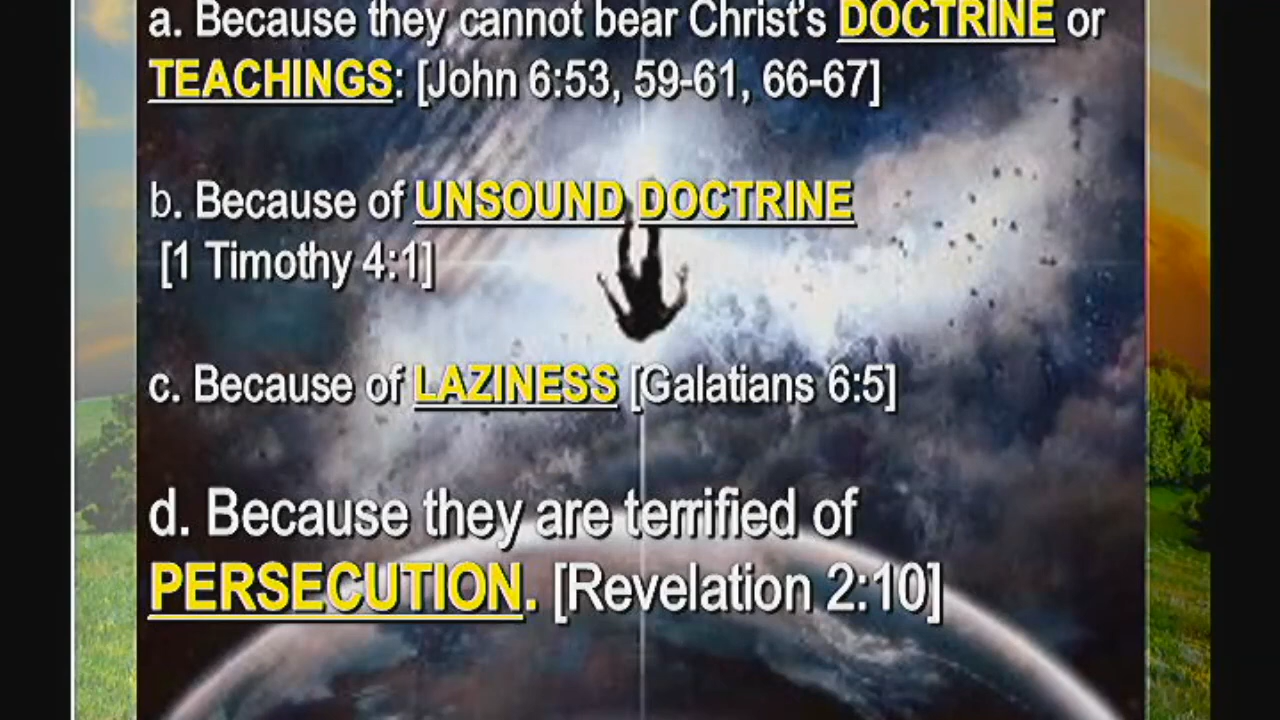 a. Because they cannot bear Christ's DOCTRINE or
TEACHINGS: [John 6:53, 59-61, 66-67]
b. Because of UNSOUND DOCTRINE
[1 Timothy 4:1]
c. Because of LAZINESS [Galatians 6:5]
d. Because they are terrified of
PERSECUTION. [Revelation 2:10]